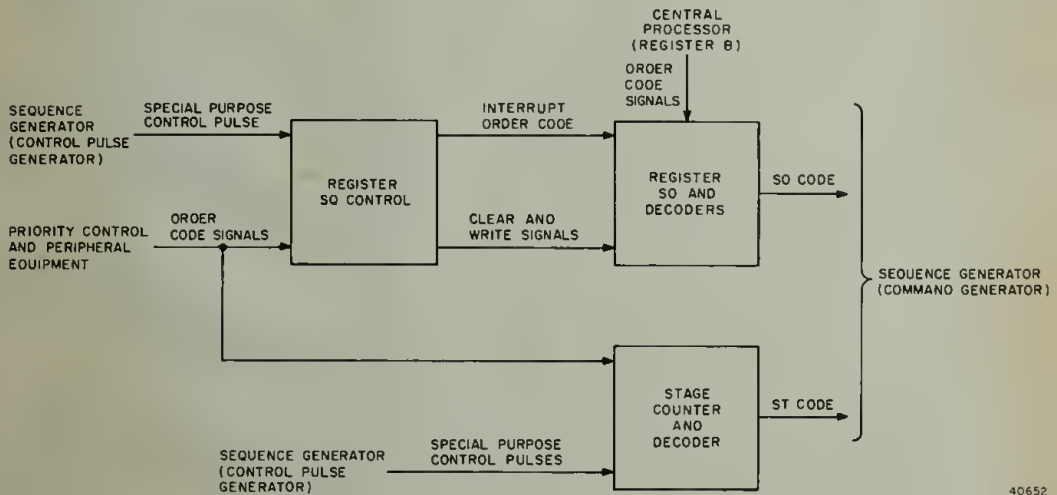 CENTRAL
PROCESSOR
(REGISTER B)
ORDER
CODE
SIGNALS
SEQUENCE
GENERATOR
(CONTROL PULSE
GENERATOR)
SPECIAL PURPOSE
CONTROL PULSE
REGISTER
SQ CONTROL
INTERRUPT
ORDER CODE
REGISTER
SQ AND
DECODERS
SQ CODE
PRIORITY CONTROL
AND PERIPHERAL
EQUIPMENT
ORDER
CODE SIGNALS
CLEAR AND
WRITE SIGNALS
SEQUENCE GENERATOR
(COMMAND GENERATOR)
STAGE
COUNTER
AND
DECODER
ST CODE
SEQUENCE GENERATOR
(CONTROL PULSE
GENERATOR)
SPECIAL PURPOSE
CONTROL PULSES
40652